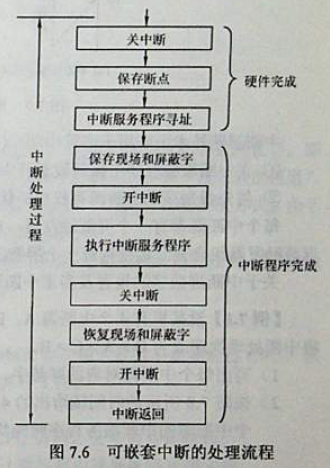 关中断
保存断点
硬件完成
中断服务程序寻址
保存现场和屏蔽字
开中断
执行中断服务程序
中断程序完成
关中断
恢复现场和屏蔽字
开中断
中断返回
中断处理过程
图 7.6 可嵌套中断的处理流程